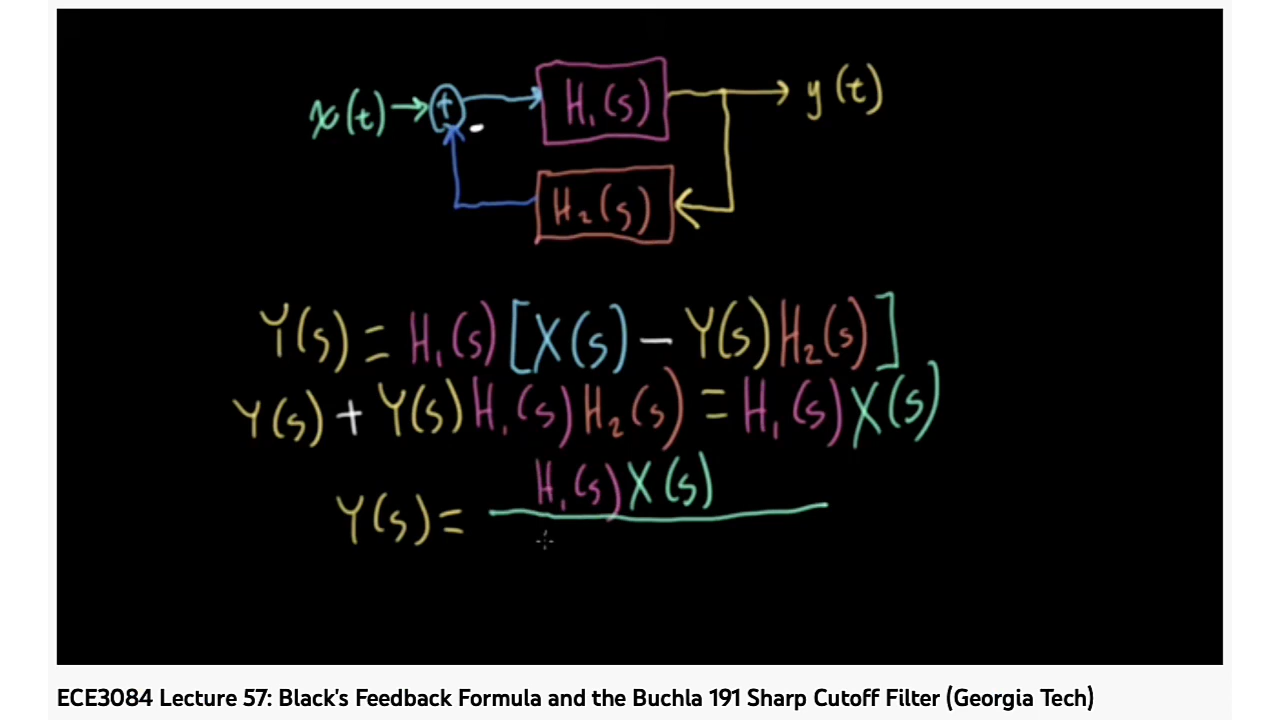 x(t) + - H₁(s) y(t)
H₂(s)
Y(s) = H₁(s) [X(s) - Y(s) H₂(s)]
Y(s) + Y(s) H₁(s) H₂(s) = H₁(s) X(s)
H₁(s) X(s)
Y(s) =
ECE3084 Lecture 57: Black's Feedback Formula and the Buchla 191 Sharp Cutoff Filter (Georgia Tech)